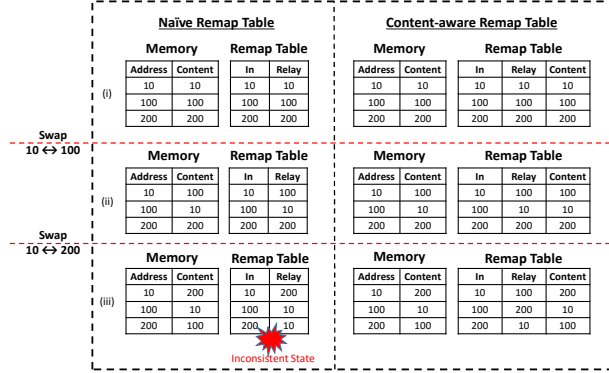 Naïve Remap Table Content-aware Remap Table
Memory Remap Table Memory Remap Table
Address Content In Relay Address Content In Relay Content
(i) 10 10 10 10 10 10 10 10 10
100 100 100 100 100 100 100 100 100
200 200 200 200 200 200 200 200 200
Swap
10 ↔ 100
Memory Remap Table Memory Remap Table
Address Content In Relay Address Content In Relay Content
(ii) 10 100 10 100 10 100 10 100 100
100 10 100 10 100 10 100 10 10
200 200 200 200 200 200 200 200 200
Swap
10 ↔ 200
Memory Remap Table Memory Remap Table
Address Content In Relay Address Content In Relay Content
(iii) 10 200 10 200 10 200 10 100 200
100 10 100 10 100 10 100 200 10
200 100 200 10 200 100 200 10 100
Inconsistent State